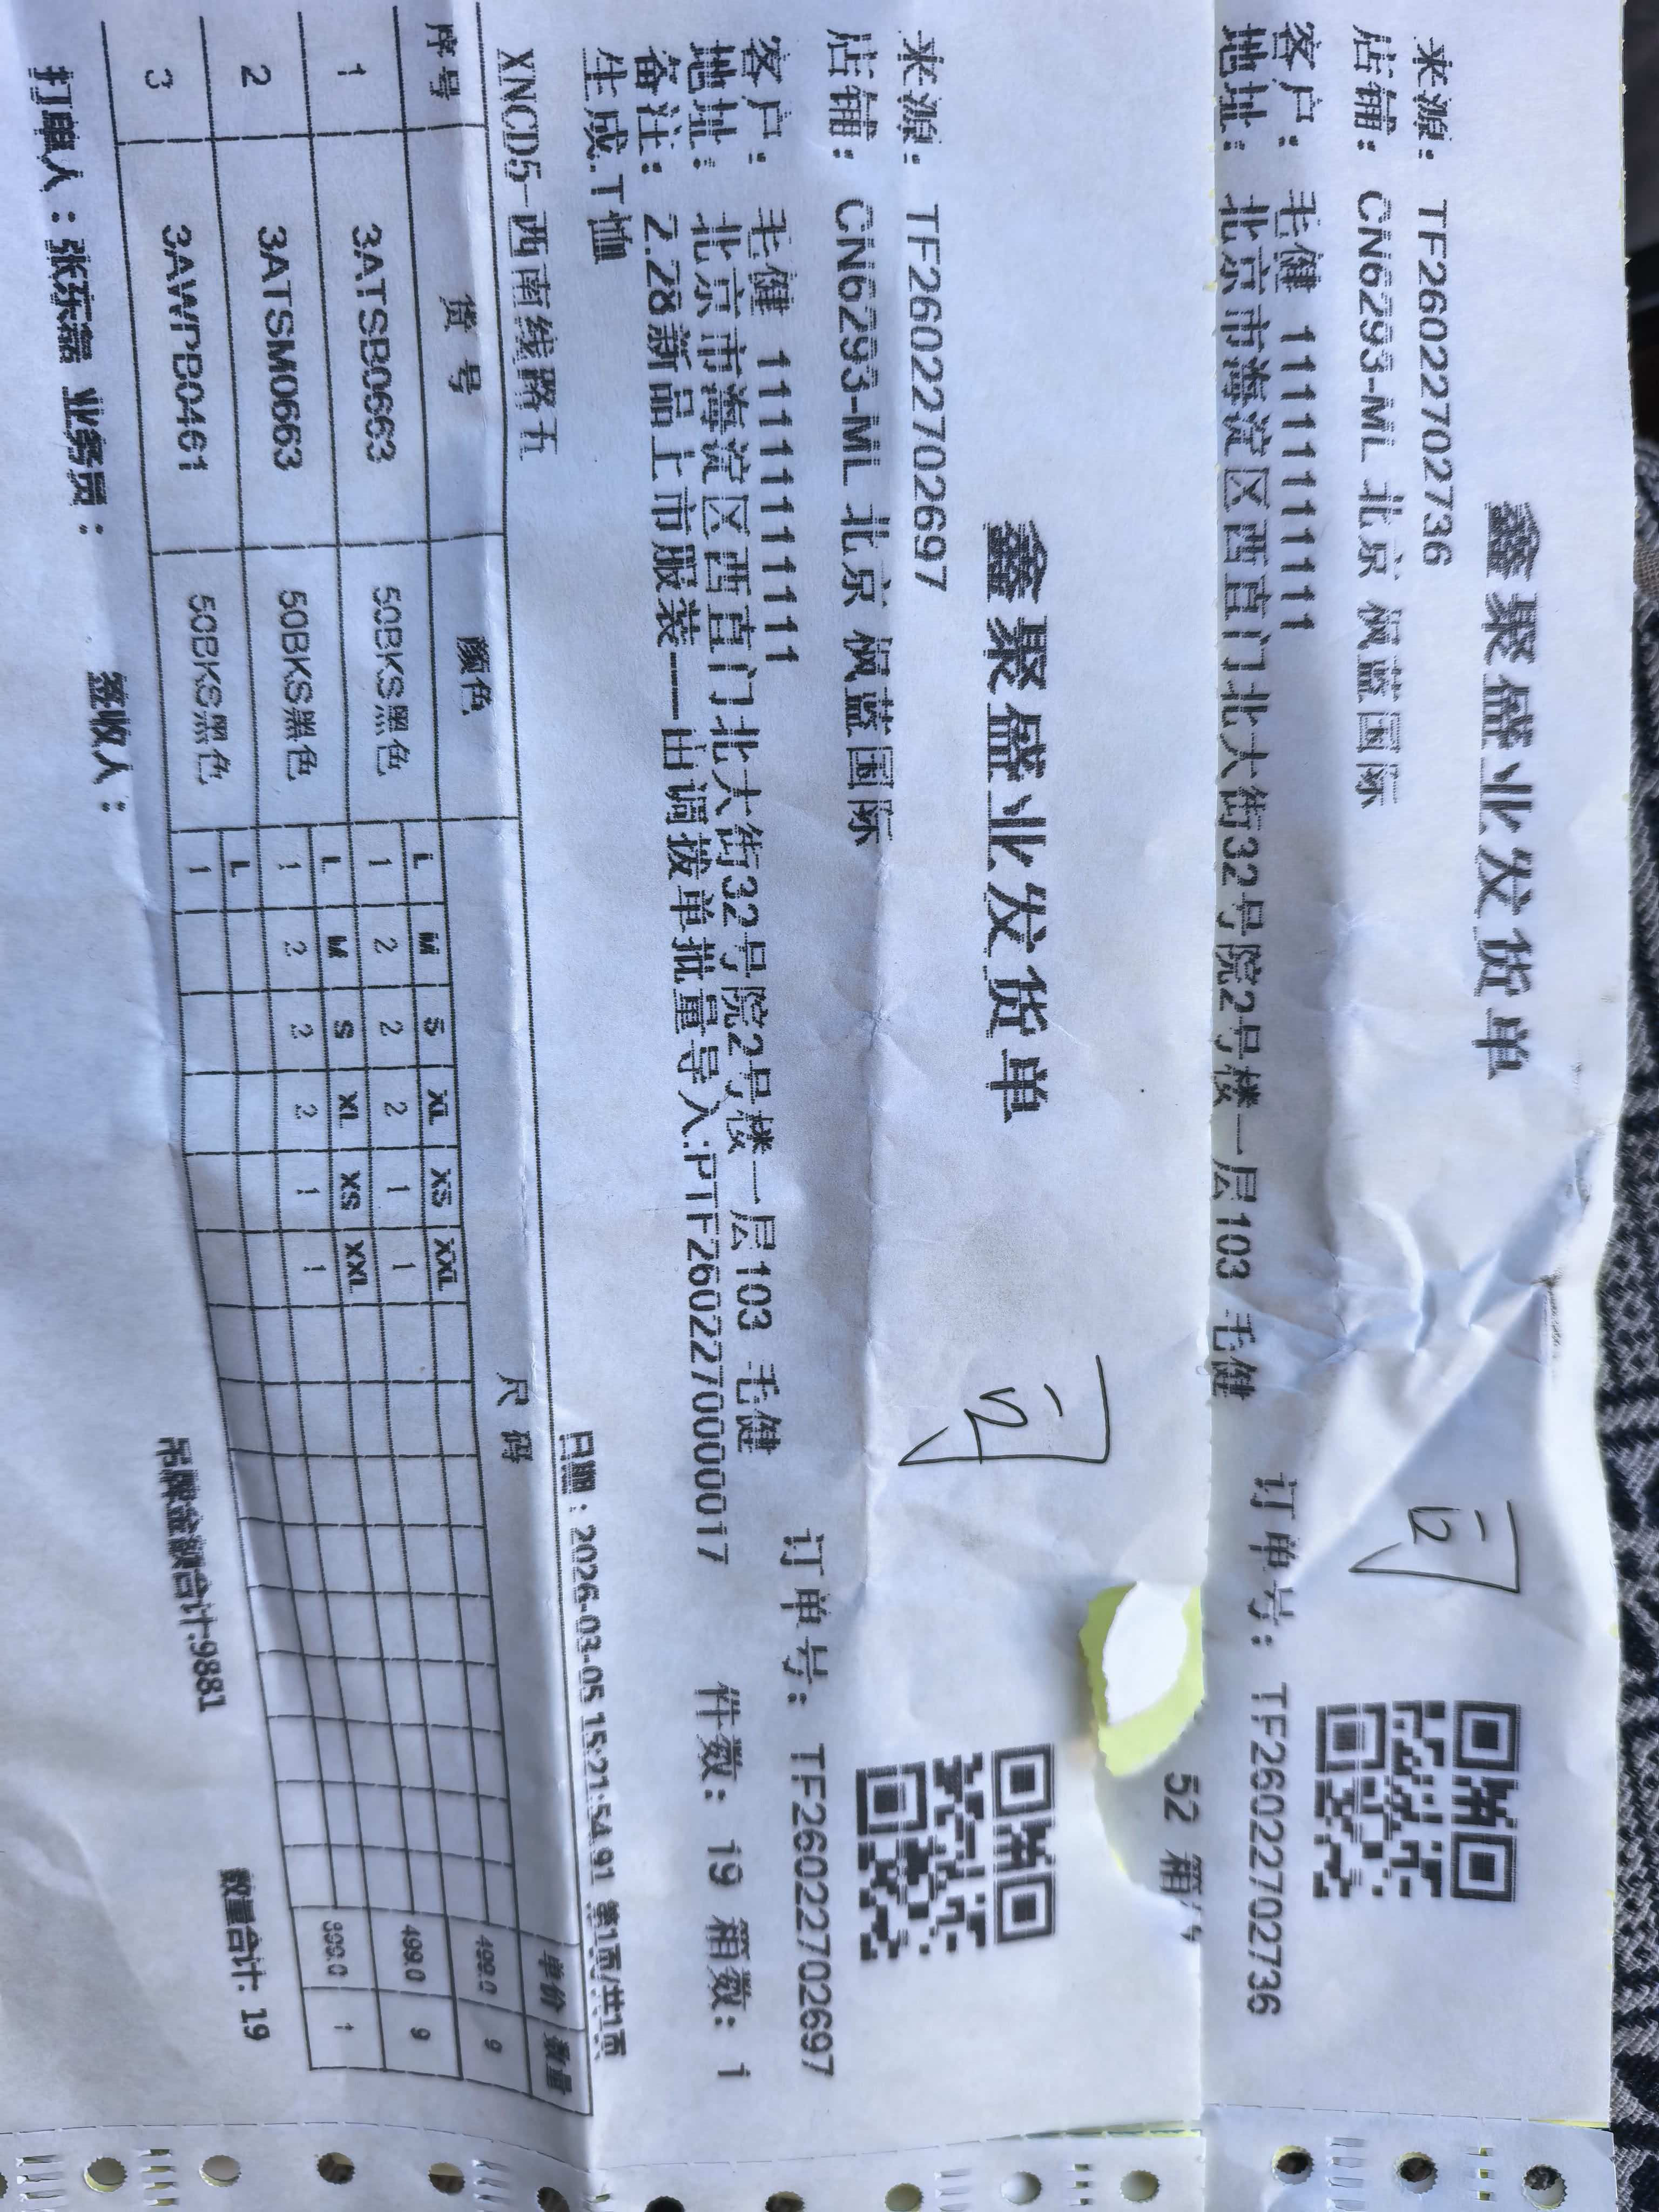 鑫聚盛业发货单
来源: TF26022702736
店铺: CN6293-ML 北京 枫蓝国际
客户: 毛健 11111111111 订单号: TF26022702736
地址: 北京市海淀区西直门北大街32号院2号楼一层103 毛健
52 箱
鑫聚盛业发货单
来源: TF26022702697
店铺: CN6293-ML 北京 枫蓝国际
客户: 毛健 11111111111 订单号: TF26022702697
地址: 北京市海淀区西直门北大街32号院2号楼一层103 毛健
备注: 2.28新品上市服装——出调拨单批量导入:PTF260227000017 件数: 19 箱数: 1
生成.T恤
XNCD5-西南线路五 日期: 2026-03-05 15:21:54.91 第1页/共1页
序号 货号 颜色 尺码 单价 数量
L M S XL XS XXL
1 3ATSB0663 50BKS黑色 1 2 2 2 1 1 499.0 9
L M S XL XS XXL
2 3ATSM0663 50BKS黑色 1 2 2 2 1 1 499.0 9
L
3 3AWPB0461 50BKS黑色 1 899.0 1
吊牌金额合计:9881 数量合计: 19
打单人: 张东磊 业务员: 签收人: